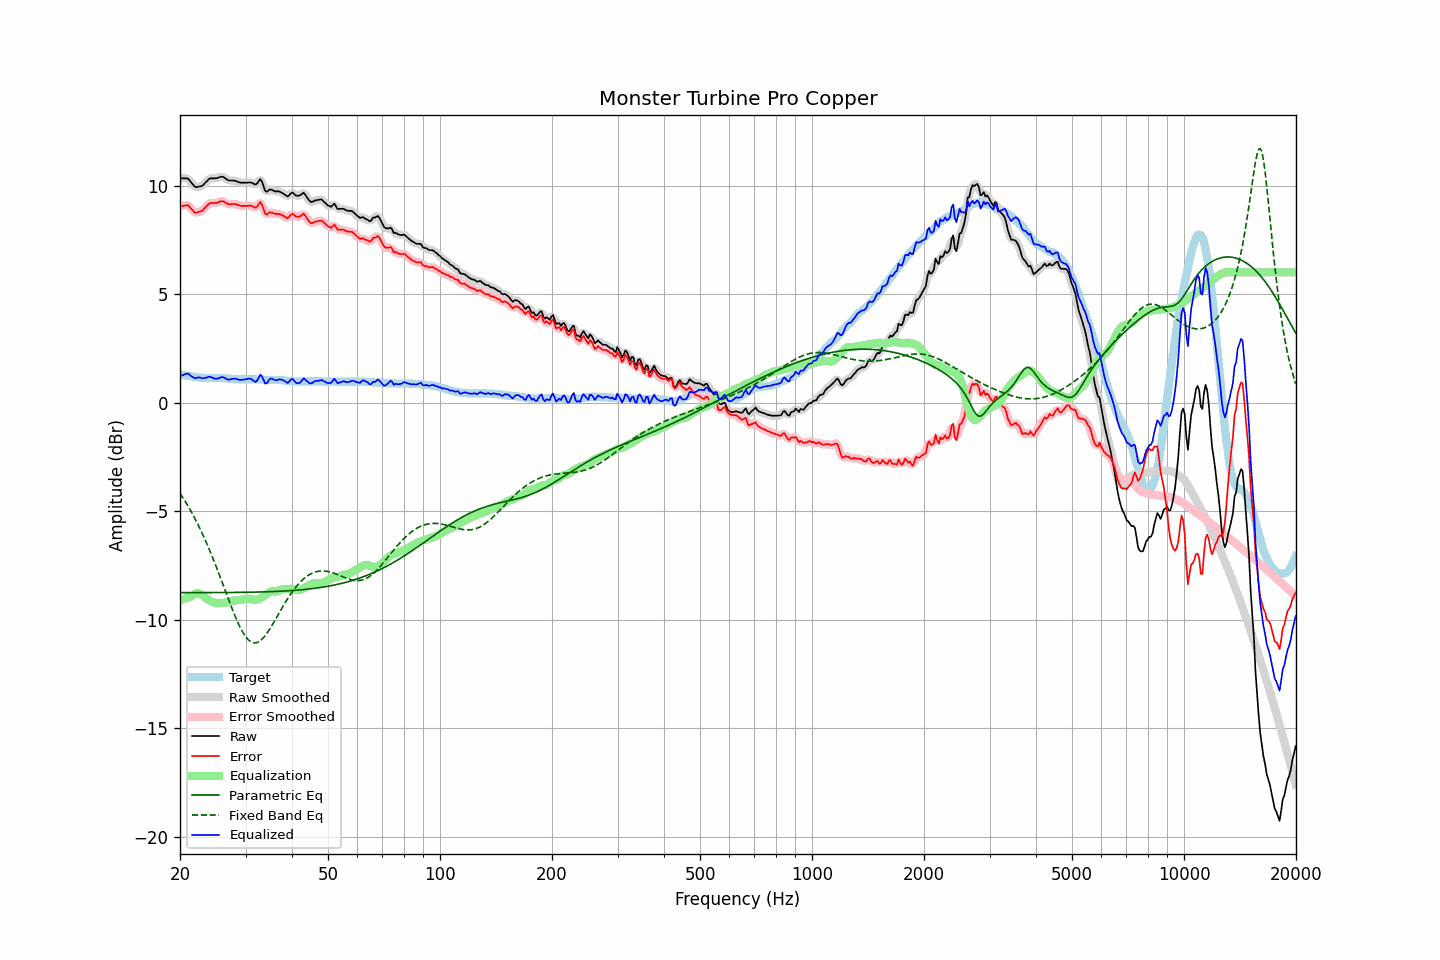 Monster Turbine Pro Copper
Amplitude (dBr)
10
5
0
−5
−10
−15
−20
Target
Raw Smoothed
Error Smoothed
Raw
Error
Equalization
Parametric Eq
Fixed Band Eq
Equalized
20 50 100 200 500 1000 2000 5000 10000 20000
Frequency (Hz)